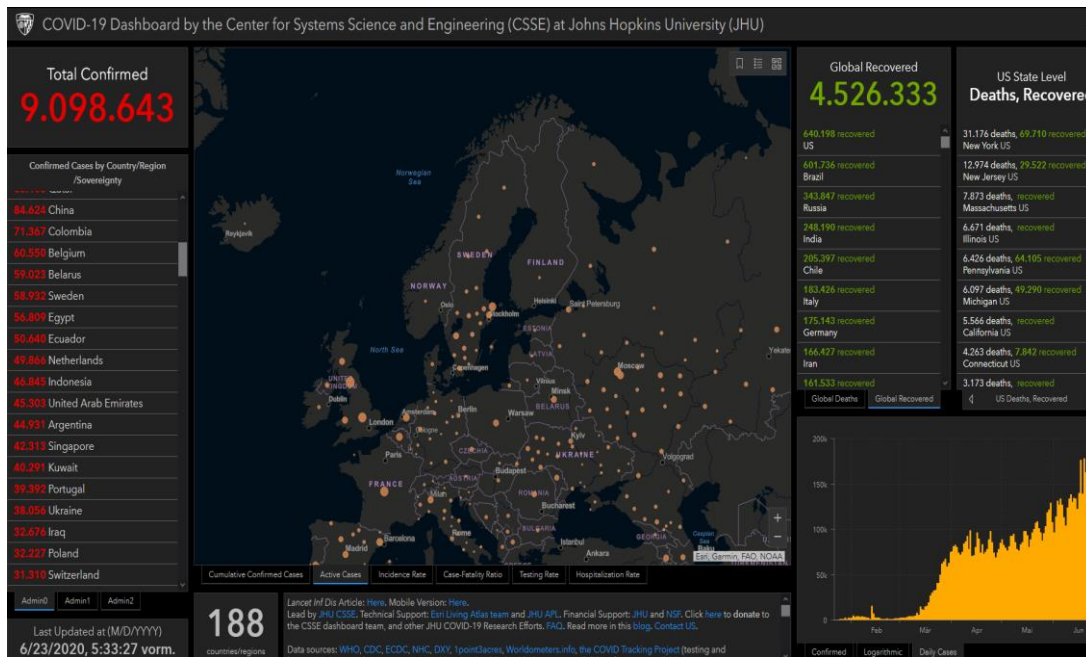 COVID-19 Dashboard by the Center for Systems Science and Engineering (CSSE) at Johns Hopkins University (JHU)
Total Confirmed
9.098.643
Confirmed Cases by Country/Region
/Sovereignty
84.624 China
71.367 Colombia
60.550 Belgium
59.023 Belarus
58.932 Sweden
56.809 Egypt
50.640 Ecuador
49.866 Netherlands
46.845 Indonesia
45.303 United Arab Emirates
44.931 Argentina
42.313 Singapore
40.291 Kuwait
39.392 Portugal
38.056 Ukraine
32.676 Iraq
32.227 Poland
31.310 Switzerland
Admin0 Admin1 Admin2
Last Updated at (M/D/YYYY)
6/23/2020, 5:33:27 vorm.
Norwegian
Sea
Reykjavik
SWEDEN
FINLAND
NORWAY
Oslo
Helsinki
Saint Petersburg
Stockholm
ESTONIA
North Sea
LATVIA
Moscow
Yekate
Copenhagen
UNITED
KINGDOM
Vilnius
Minsk
Dublin
BELARUS
Amsterdam
Berlin
Warsaw
London
Cologne
Kyiv
Paris
CZECHIA
UKRAINE
Volgograd
AUSTRIA
Budapest
FRANCE
Milan
ROMANIA
Bucharest
Barcelona
Rome
BULGARIA
GEORGIA
Caspian
Sea
Madrid
Istanbul
Baku
Ankara
Esri, Garmin, FAO, NOAA
Cumulative Confirmed Cases Active Cases Incidence Rate Case-Fatality Ratio Testing Rate Hospitalization Rate
188
countries/regions
Lancet Inf Dis Article: Here. Mobile Version: Here.
Lead by JHU CSSE. Technical Support: Esri Living Atlas team and JHU APL. Financial Support: JHU and NSF. Click here to donate to
the CSSE dashboard team, and other JHU COVID-19 Research Efforts. FAQ. Read more in this blog. Contact US.
Data sources: WHO, CDC, ECDC, NHC, DXY, 1point3acres, Worldometers.info, the COVID Tracking Project (testing and
Global Recovered
4.526.333
640.198 recovered
US
601.736 recovered
Brazil
343.847 recovered
Russia
248.190 recovered
India
205.397 recovered
Chile
183.426 recovered
Italy
175.143 recovered
Germany
166.427 recovered
Iran
161.533 recovered
Global Deaths Global Recovered
US State Level
Deaths, Recovere
31.176 deaths, 69.710 recovered
New York US
12.974 deaths, 29.522 recovered
New Jersey US
7.873 deaths, recovered
Massachusetts US
6.671 deaths, recovered
Illinois US
6.426 deaths, 64.105 recovered
Pennsylvania US
6.097 deaths, 49.290 recovered
Michigan US
5.566 deaths, recovered
California US
4.263 deaths, 7.842 recovered
Connecticut US
3.173 deaths, recovered
US Deaths, Recovered
200k
150k
100k
50k
0
Feb Mär Apr Mai Jun
Confirmed Logarithmic Daily Cases